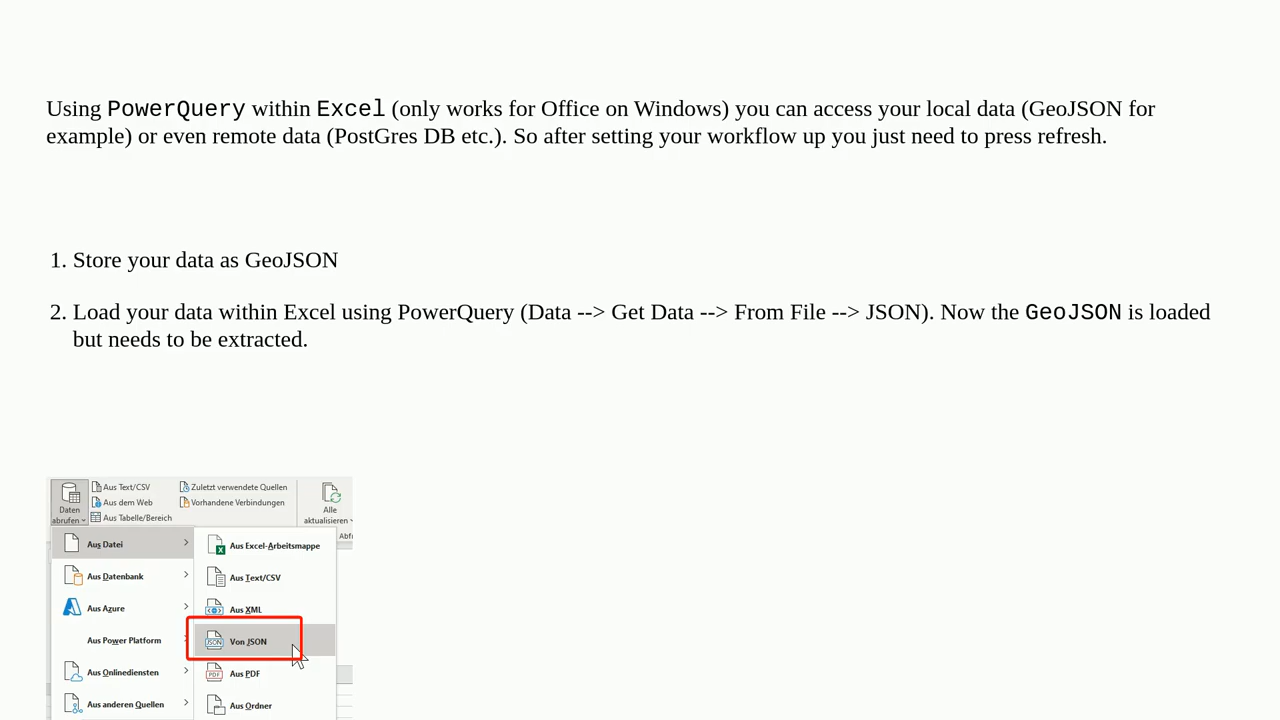 Using PowerQuery within Excel (only works for Office on Windows) you can access your local data (GeoJSON for
example) or even remote data (PostGres DB etc.). So after setting your workflow up you just need to press refresh.
1. Store your data as GeoJSON
2. Load your data within Excel using PowerQuery (Data --> Get Data --> From File --> JSON). Now the GeoJSON is loaded
but needs to be extracted.
Daten
abrufen
Aus Text/CSV
Aus dem Web
Aus Tabelle/Bereich
Zuletzt verwendete Quellen
Vorhandene Verbindungen
Alle
aktualisieren
Abf
Aus Datei
Aus Datenbank
Aus Azure
Aus Power Platform
Aus Onlinediensten
Aus anderen Quellen
Aus Excel-Arbeitsmappe
Aus Text/CSV
Aus XML
JSON Von JSON
PDF Aus PDF
Aus Ordner